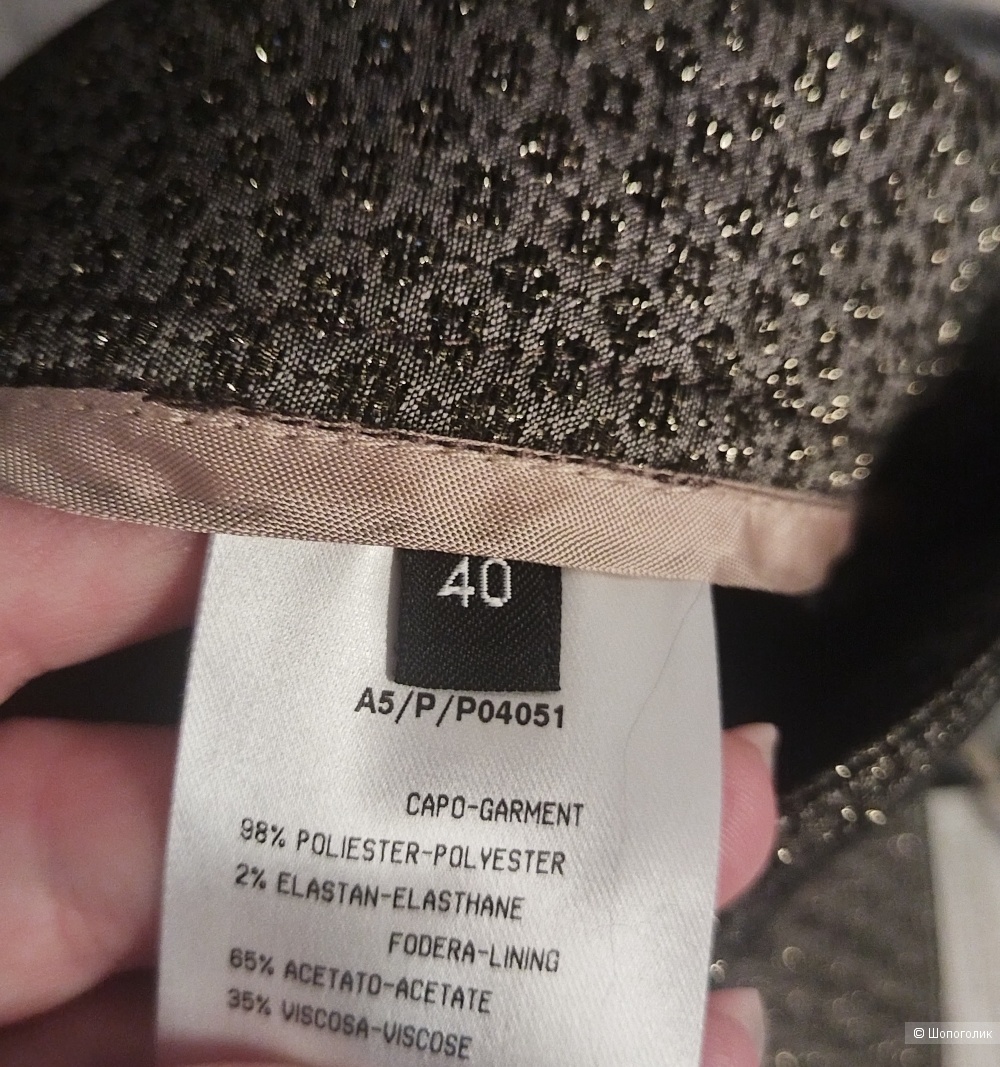 40
A5/P/P04051
CAPO-GARMENT
98% POLIESTER-POLYESTER
2% ELASTAN-ELASTHANE
FODERA-LINING
65% ACETATO-ACETATE
35% VISCOSA-VISCOSE
© Шопоголик